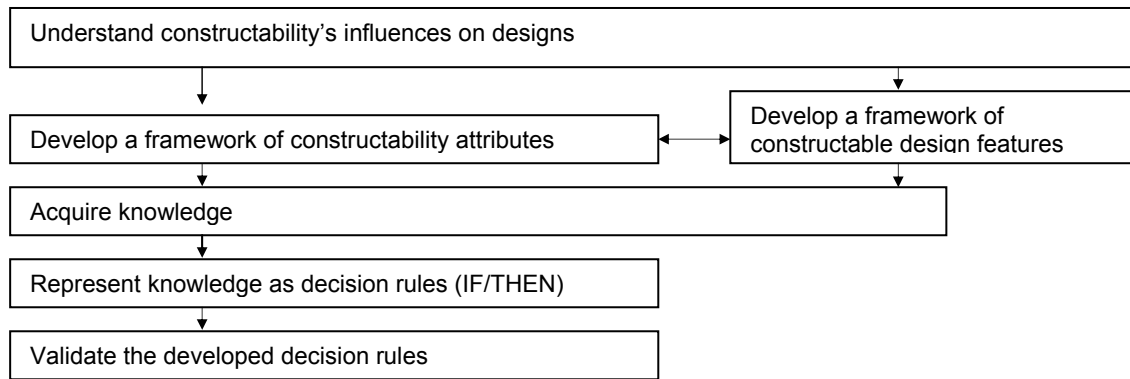 Understand constructability’s influences on designs
Develop a framework of constructability attributes
Develop a framework of
constructable design features
Acquire knowledge
Represent knowledge as decision rules (IF/THEN)
Validate the developed decision rules